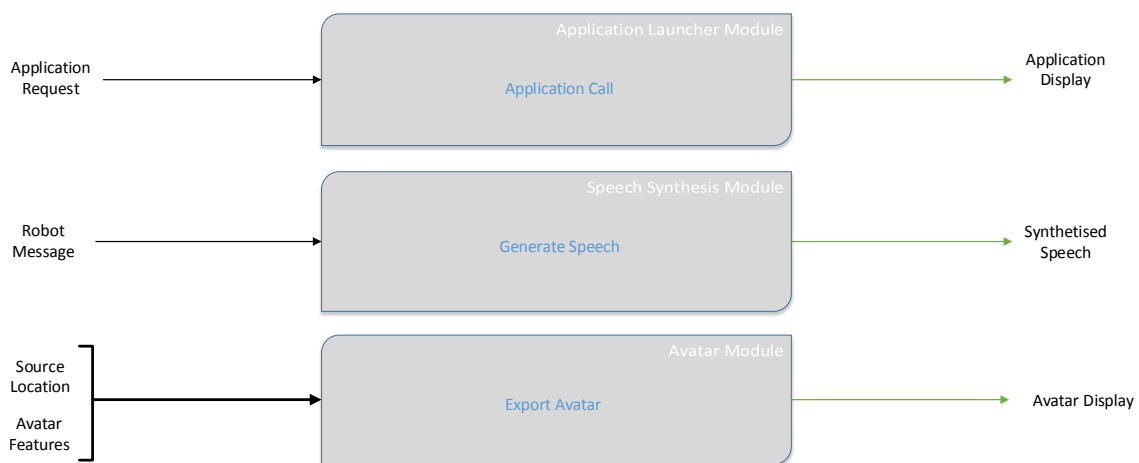 Application Launcher Module
Application
Request
Application Call
Application
Display
Speech Synthesis Module
Robot
Message
Generate Speech
Synthetised
Speech
Avatar Module
Source
Location
Avatar
Features
Export Avatar
Avatar Display